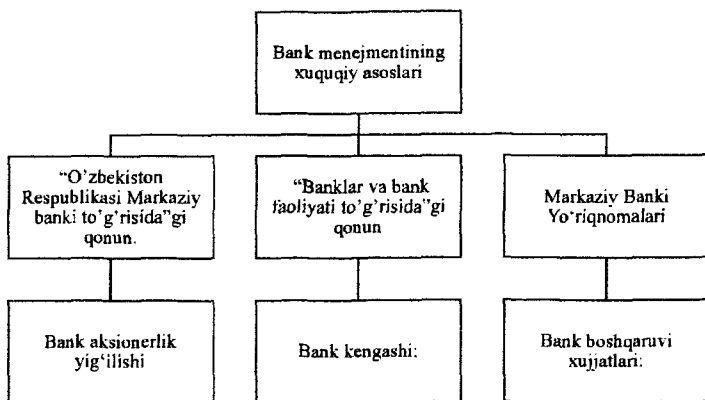 Bank menejmentining
xuquqiy asoslari
“O’zbekiston
Respublikasi Markaziy
banki to’g’risida”gi
qonun.
“Banklar va bank
faoliyati to’g’risida”gi
qonun
Markaziy Banki
Yo‘riqnomalari
Bank aksionerlik
yig‘ilishi
Bank kengashi;
Bank boshqaruvi
xujjatlari;